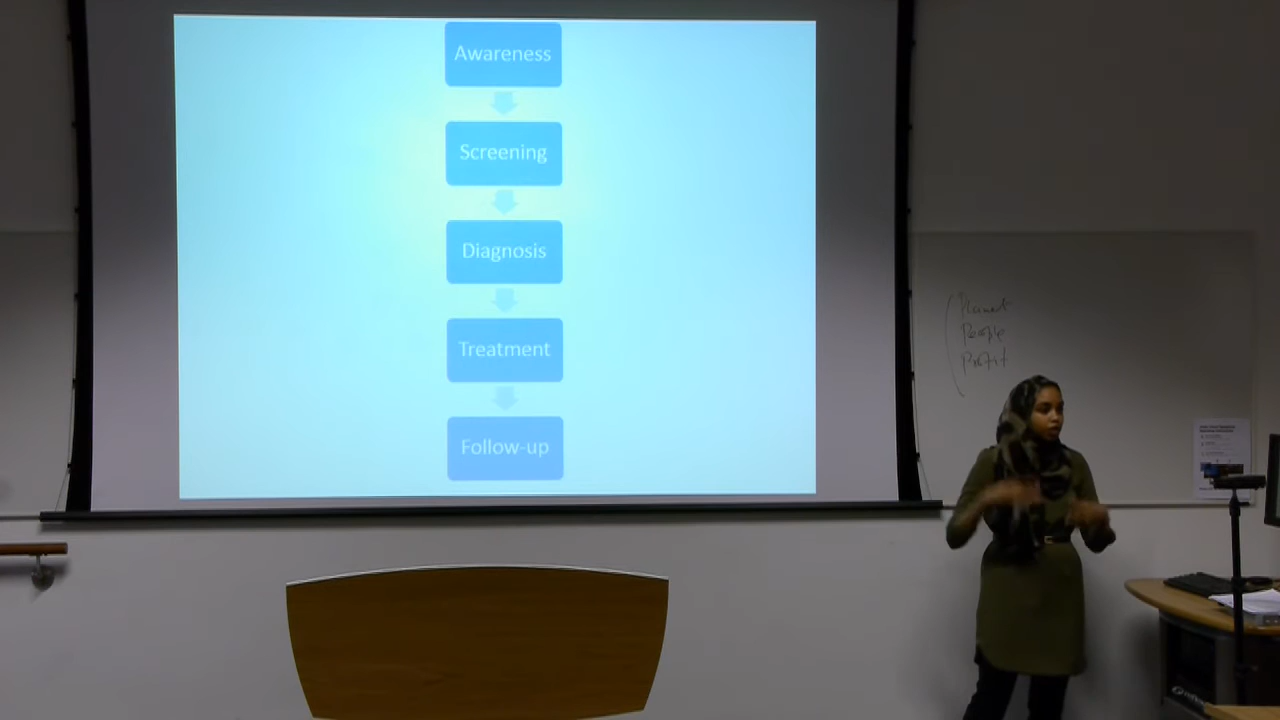 Awareness
Screening
Diagnosis
Treatment
Follow-up
Planet
People
Profit